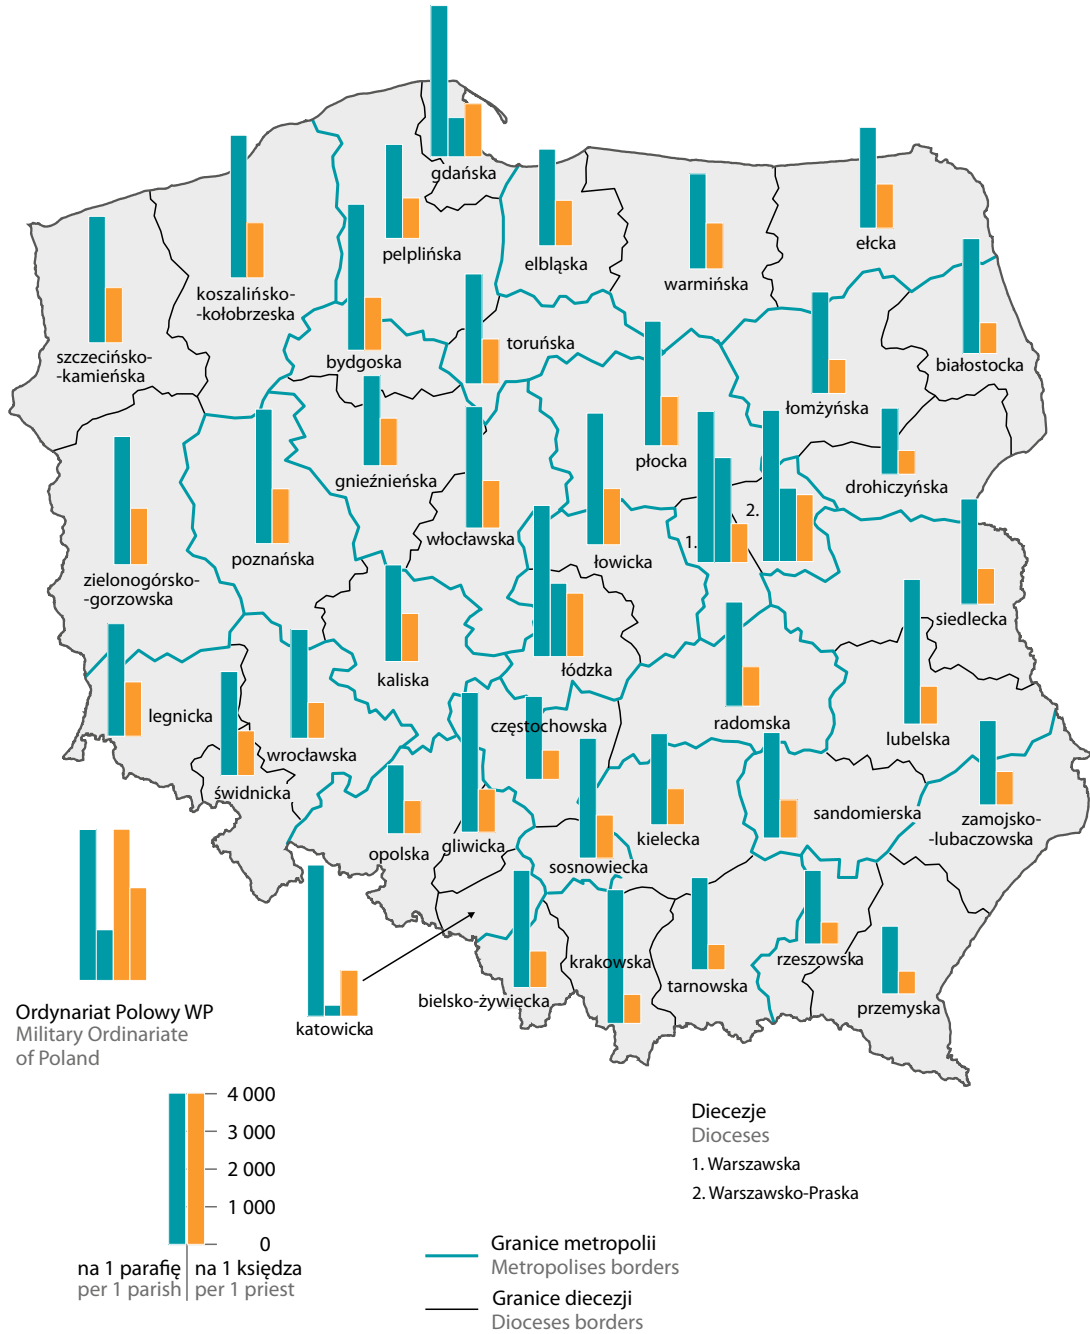 gdańska
ełcka
pelplińska
elbląska
warmińska
koszalińsko-
-kołobrzeska
szczecińsko-
-kamieńska
bydgoska
toruńska
białostocka
łomżyńska
gnieźnieńska
płocka
drohiczyńska
2.
1.
włocławska
łowicka
poznańska
zielonogórsko-
-gorzowska
siedlecka
kaliska
łódzka
legnicka
wrocławska
częstochowska
radomska
lubelska
świdnicka
opolska
gliwicka
sosnowiecka
kielecka
sandomierska
zamojsko-
-lubaczowska
krakowska
rzeszowska
tarnowska
przemyska
bielsko-żywiecka
katowicka
Ordynariat Polowy WP
Military Ordinariate
of Poland
4 000
3 000
2 000
1 000
0
na 1 parafię
per 1 parish
na 1 księdza
per 1 priest
Diecezje
Dioceses
1. Warszawska
2. Warszawsko-Praska
Granice metropolii
Metropolises borders
Granice diecezji
Dioceses borders